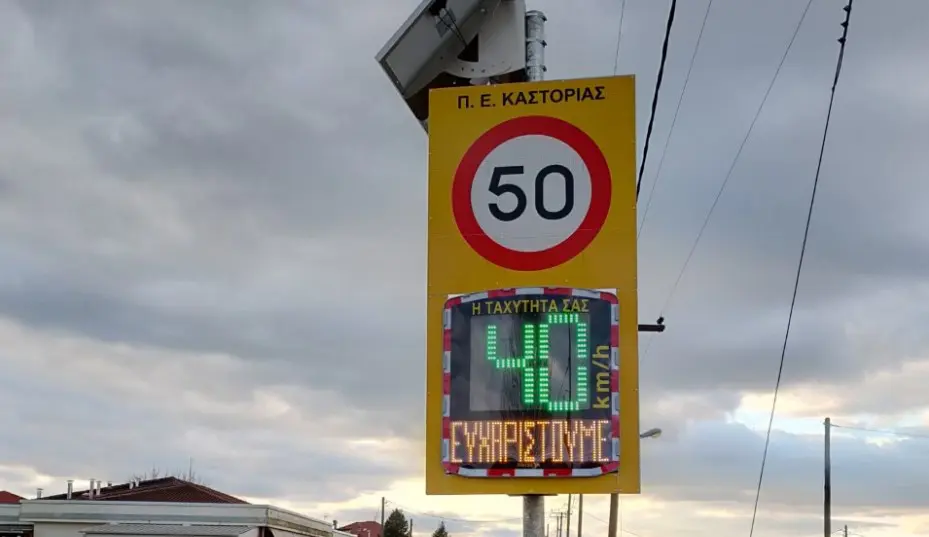 Π. Ε. ΚΑΣΤΟΡΙΑΣ
50
Η ΤΑΧΥΤΗΤΑ ΣΑΣ
40
km/h
ΕΥΧΑΡΙΣΤΟΥΜΕ